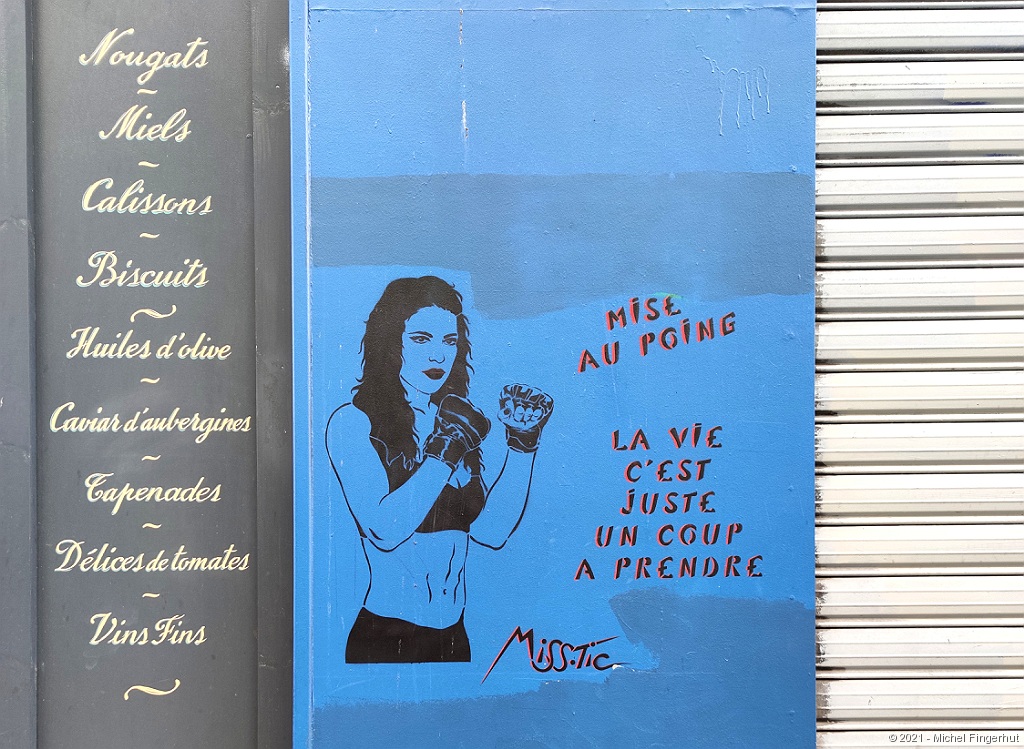 Nougats
Miels
Calissons
Biscuits
Huiles d'olive
Caviar d'aubergines
Tapenades
Délices de tomates
Vins Fins
MISE
AU POING
LA VIE
C'EST
JUSTE
UN COUP
A PRENDRE
MISS.TIC
© 2021 - Michel Fingerhut